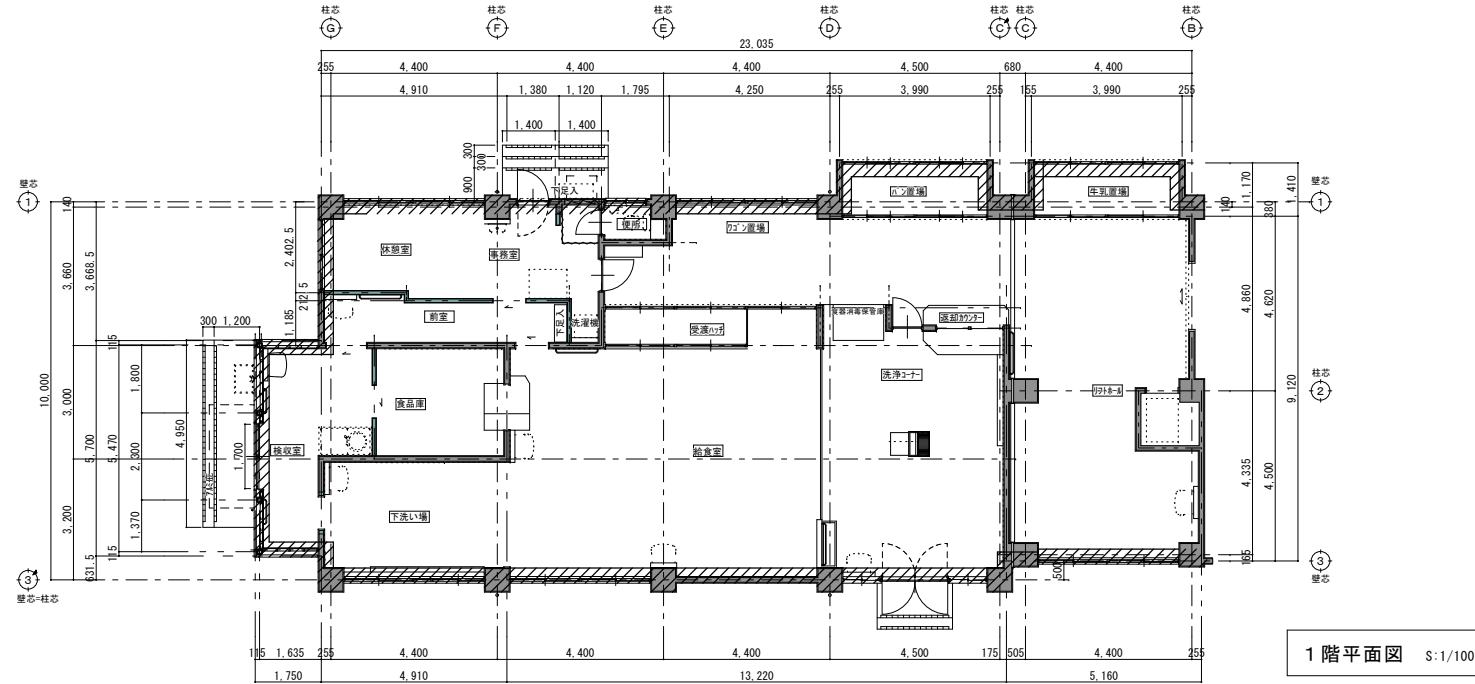 柱芯 柱芯 柱芯 柱芯 柱芯 柱芯 柱芯
G F E D C' C B
23,035
255 4,400 4,400 4,400 4,500 680 4,400
4,910 1,380 1,120 1,795 4,250 255 3,990 255 155 3,990 255
1,400 1,400
300
300
900
壁芯
1
140
3,660
3,668.5
2,402.5
212.5
1,185
下足入
便所
パン置場
牛乳置場
ワゴン置場
休憩室
事務室
前室
下足入
洗濯機
受渡ハッチ
食器消毒保管庫
返却カウンター
洗浄コーナー
食品庫
検収室
給食室
下洗い場
リフトホール
1,170
1,410
140
380
壁芯
1
4,860
4,620
柱芯
2
9,120
4,335
4,500
165
500
3
壁芯
300 1,200
115
10,000
3,000
5,700
5,470
1,800
2,300
1,700
4,950
1,370
3,200
115
631.5
3'
壁芯=柱芯
115 1,635 255 4,400 4,400 4,400 4,500 175 505 4,400 255
1,750 4,910 13,220 5,160
1階平面図 S:1/100